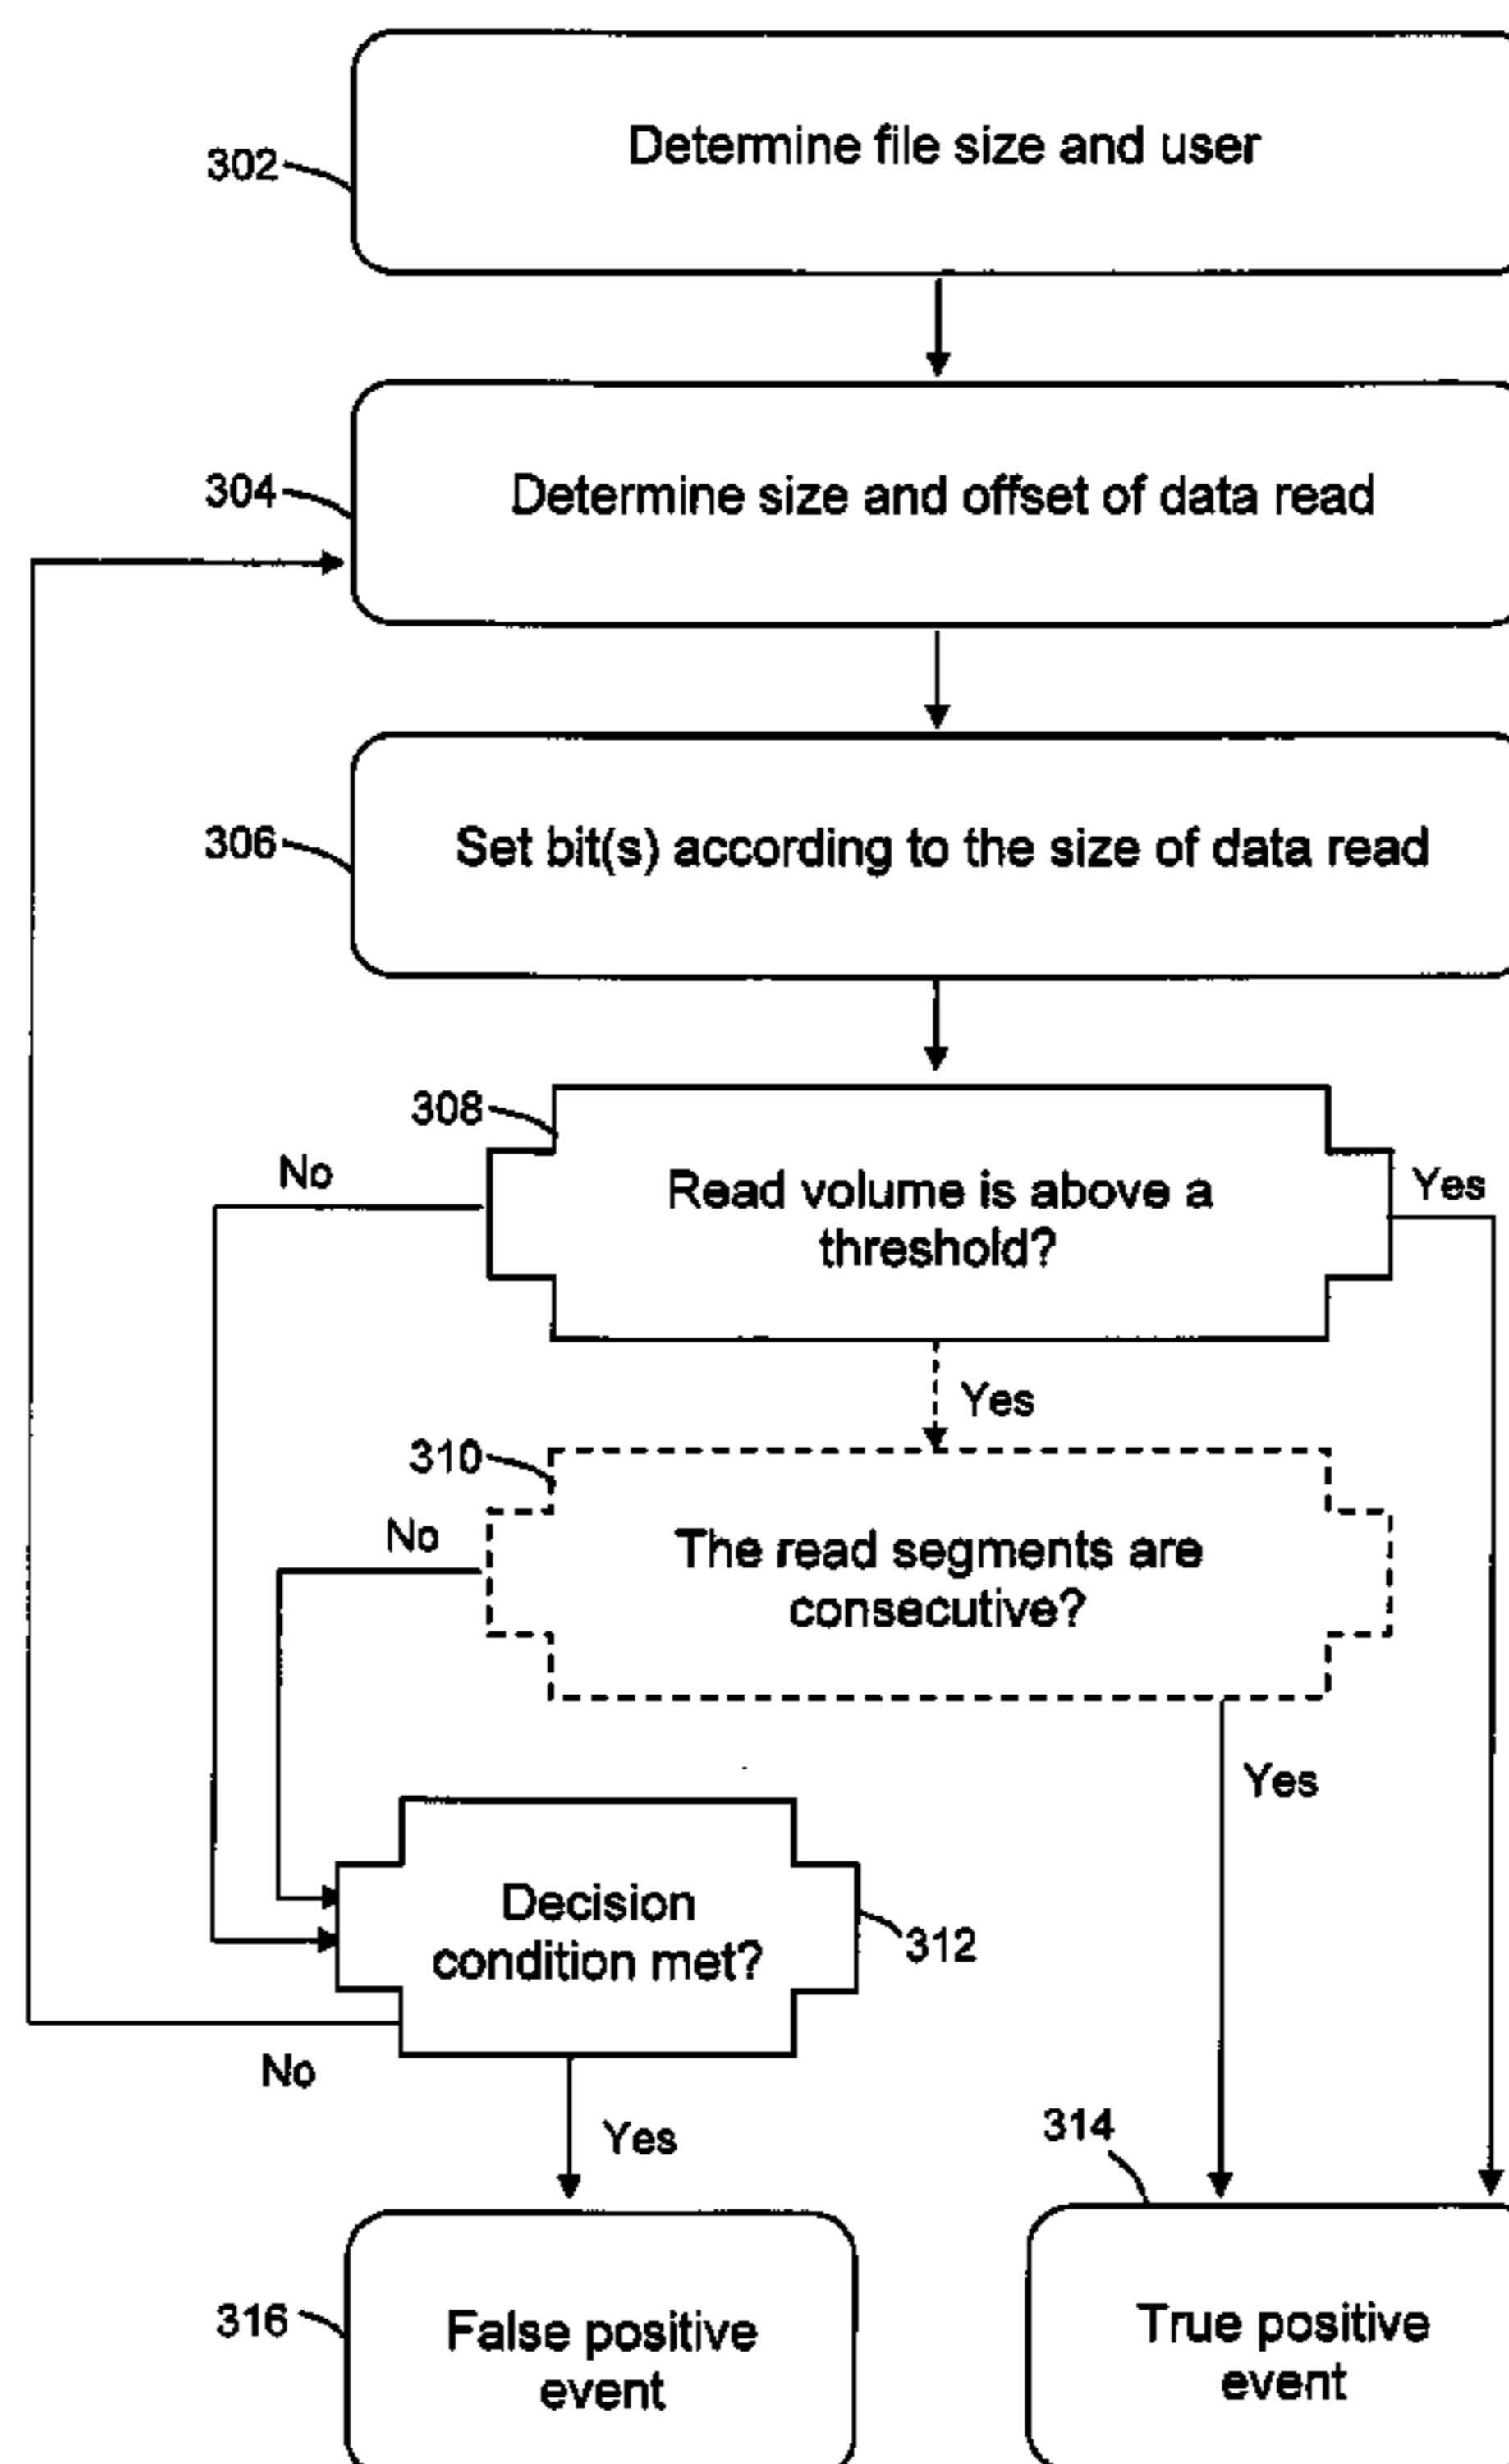 Determine file size and user
302
304
Determine size and offset of data read
306
Set bit(s) according to the size of data read
308
No
Read volume is above a
threshold?
Yes
Yes
310
No
The read segments are
consecutive?
Yes
Decision
condition met?
312
No
Yes
314
316
False positive
event
True positive
event